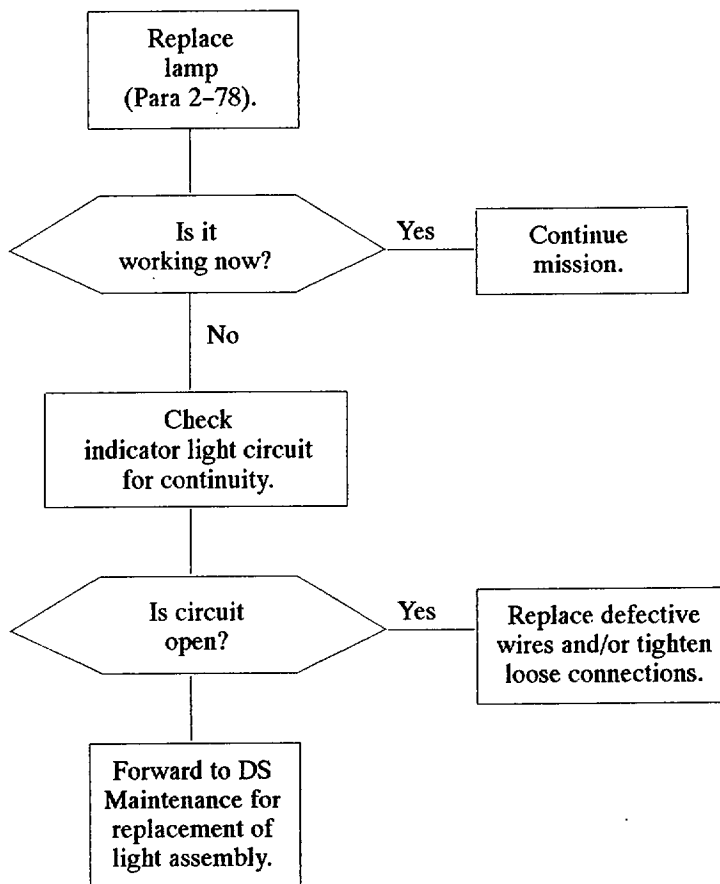 Replace
lamp
(Para 2–78).
Is it
working now?
Yes
Continue
mission.
No
Check
indicator light circuit
for continuity.
Is circuit
open?
Yes
Replace defective
wires and/or tighten
loose connections.
Forward to DS
Maintenance for
replacement of
light assembly.